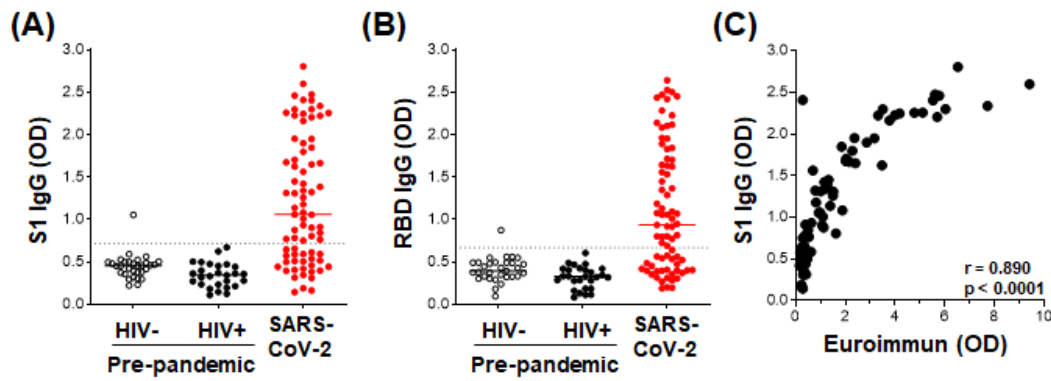 (A)
S1 IgG (OD)
3.0
2.5
2.0
1.5
1.0
0.5
0.0
HIV-
HIV+
SARS-
CoV-2
Pre-pandemic
(B)
RBD IgG (OD)
3.0
2.5
2.0
1.5
1.0
0.5
0.0
HIV-
HIV+
SARS-
CoV-2
Pre-pandemic
(C)
S1 IgG (OD)
3.0
2.5
2.0
1.5
1.0
0.5
0.0
r = 0.890
p < 0.0001
0 2 4 6 8 10
Euroimmun (OD)